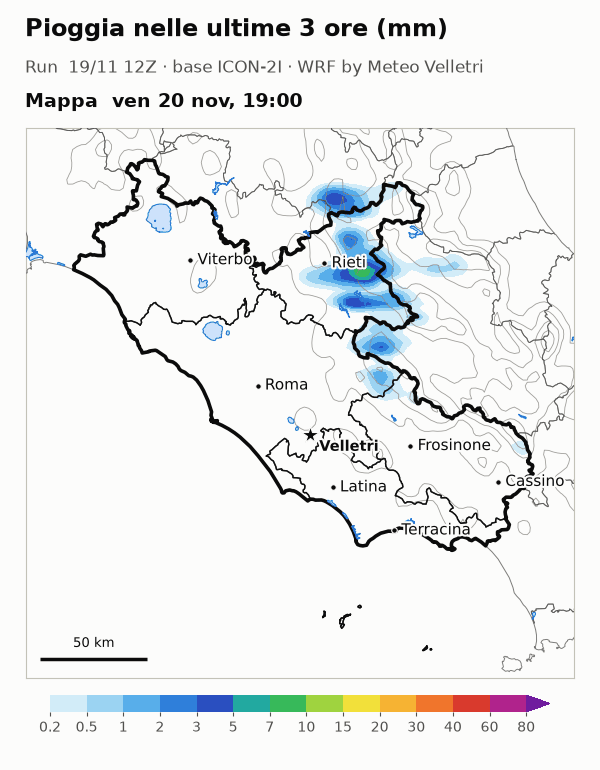 Pioggia nelle ultime 3 ore (mm)
Run 19/11 12Z · base ICON-2I · WRF by Meteo Velletri
Mappa ven 20 nov, 19:00
Viterbo
Rieti
Roma
Velletri
Frosinone
Latina
Cassino
Terracina
50 km
0.2 0.5 1 2 3 5 7 10 15 20 30 40 60 80